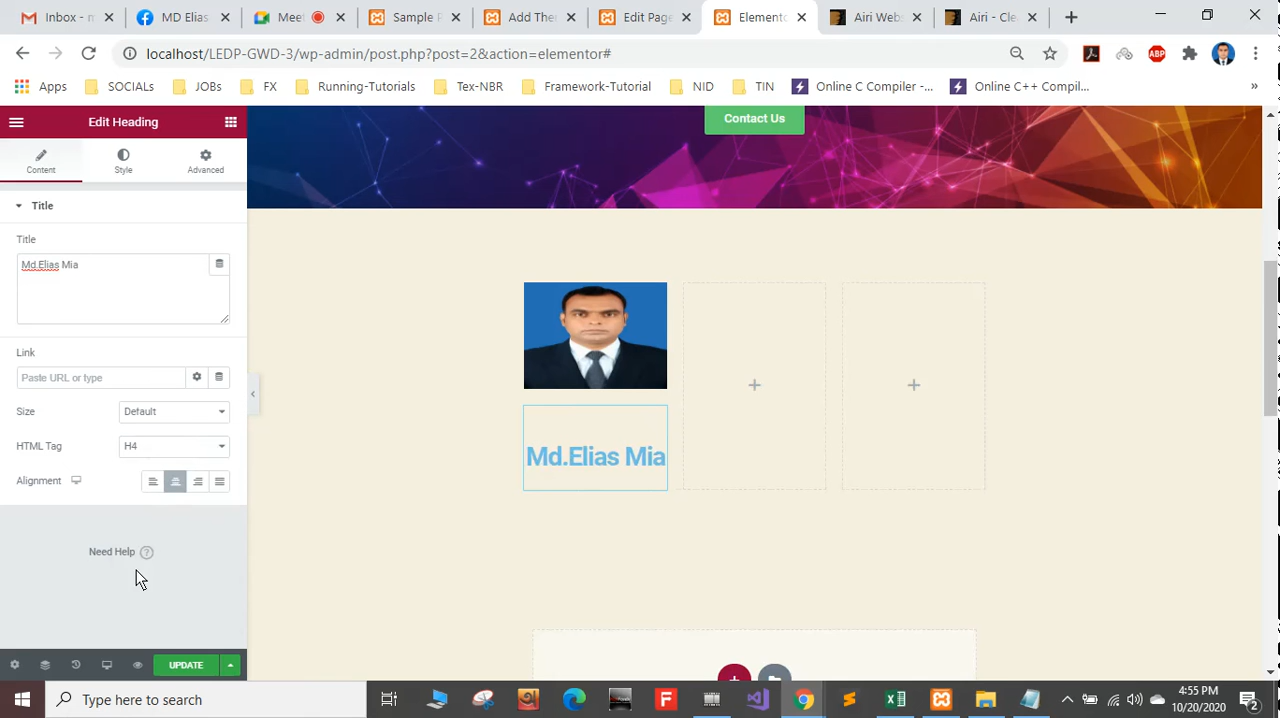 Inbox - m
MD Elias
Meet
Sample P
Add The
Edit Page
Elemento
Airi Webs
Airi - Cle
localhost/LEDP-GWD-3/wp-admin/post.php?post=2&action=elementor#
ABP
Apps
SOCIALs
JOBs
FX
Running-Tutorials
Tex-NBR
Framework-Tutorial
NID
TIN
Online C Compiler -...
Online C++ Compil...
»
Edit Heading
Contact Us
Content
Style
Advanced
Title
Title
Md.Elias Mia
Link
Paste URL or type
Size
Default
HTML Tag
H4
Alignment
Md.Elias Mia
Need Help ?
UPDATE
Type here to search
4:55 PM
10/20/2020
2